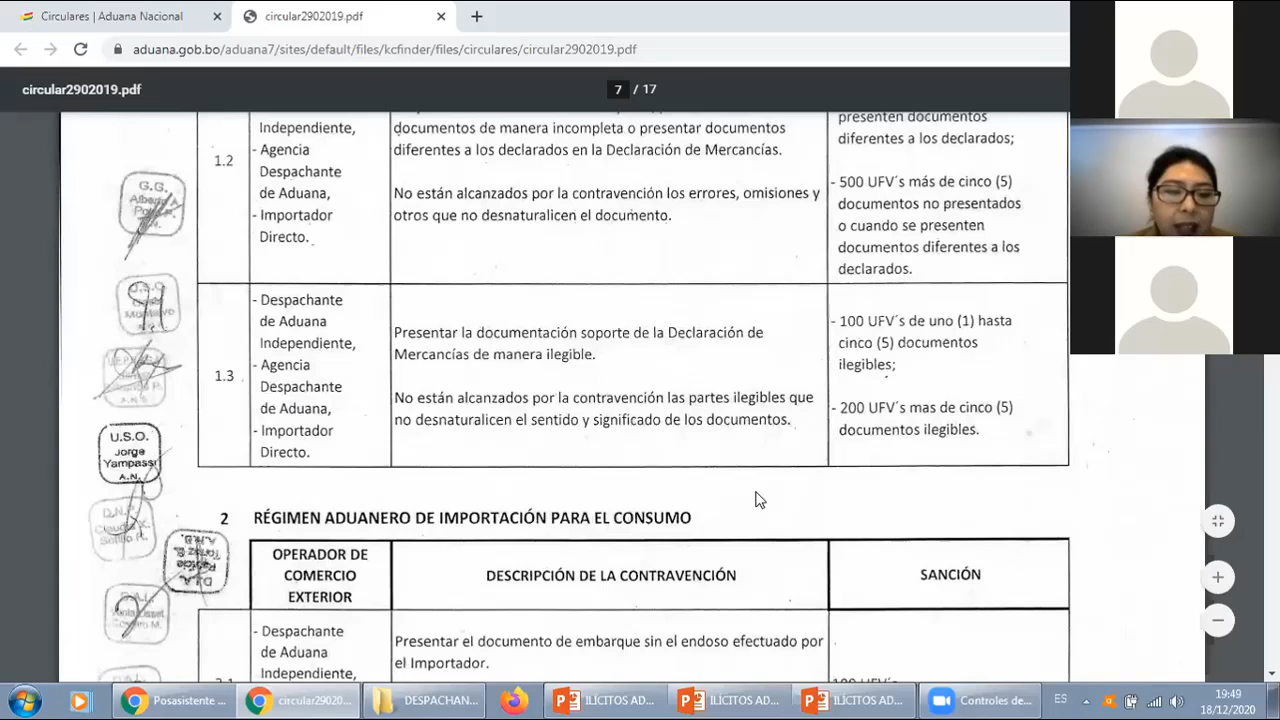 Circulares | Aduana Nacional
circular2902019.pdf
aduana.gob.bo/aduana7/sites/default/files/kcfinder/files/circulares/circular2902019.pdf
circular2902019.pdf
7 / 17
1.2
Independiente,
- Agencia
Despachante
de Aduana,
- Importador
Directo.
documentos de manera incompleta o presentar documentos
diferentes a los declarados en la Declaración de Mercancías.
No están alcanzados por la contravención los errores, omisiones y
otros que no desnaturalicen el documento.
presenten documentos
diferentes a los declarados;
- 500 UFV´s más de cinco (5)
documentos no presentados
o cuando se presenten
documentos diferentes a los
declarados.
1.3
- Despachante
de Aduana
Independiente,
- Agencia
Despachante
de Aduana,
- Importador
Directo.
Presentar la documentación soporte de la Declaración de
Mercancías de manera ilegible.
No están alcanzados por la contravención las partes ilegibles que
no desnaturalicen el sentido y significado de los documentos.
- 100 UFV´s de uno (1) hasta
cinco (5) documentos
ilegibles;
- 200 UFV´s mas de cinco (5)
documentos ilegibles.
G.G.
U.S.O.
Jorge
Yampassi
A.N.
2 RÉGIMEN ADUANERO DE IMPORTACIÓN PARA EL CONSUMO
OPERADOR DE
COMERCIO
EXTERIOR
DESCRIPCIÓN DE LA CONTRAVENCIÓN
SANCIÓN
- Despachante
de Aduana
Independiente,
Presentar el documento de embarque sin el endoso efectuado por
el Importador.
Posasistente ...
circular29020...
DESPACHAN...
ILÍCITOS AD...
ILÍCITOS AD...
ILÍCITOS AD...
Controles de...
ES
19:49
18/12/2020